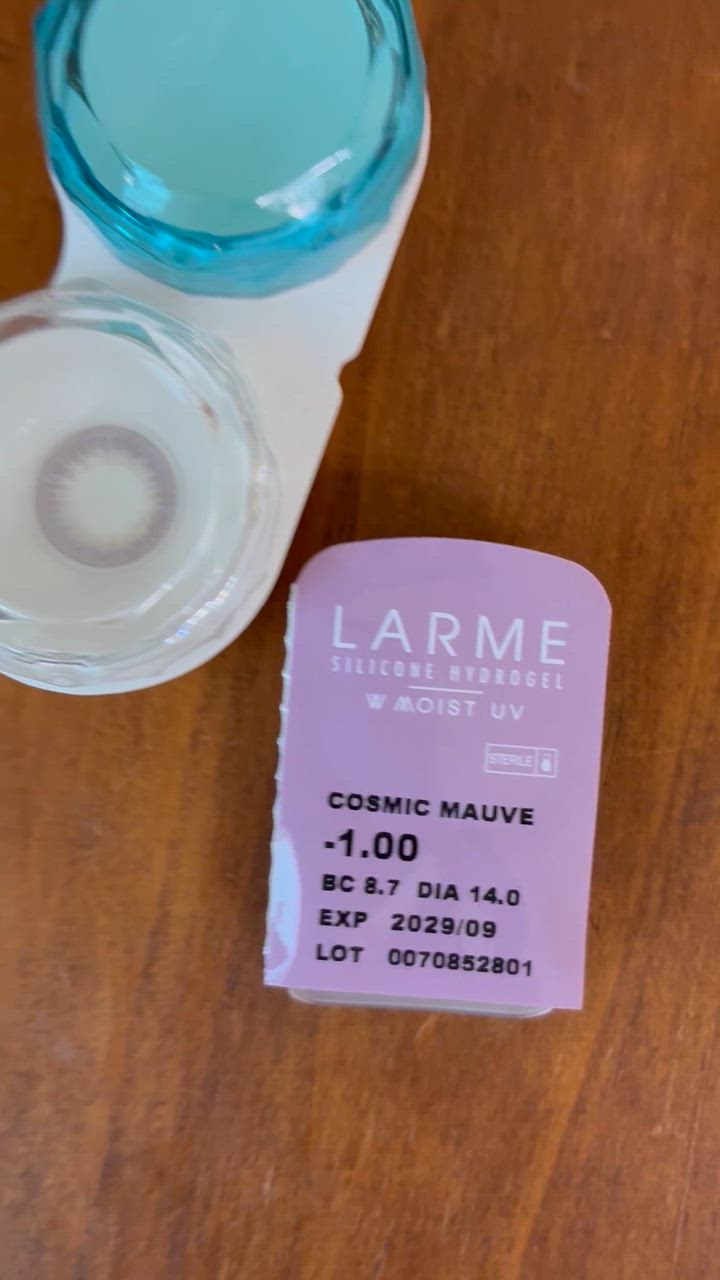 LARME
SILICONE HYDROGEL
W MOIST UV
STERILE
COSMIC MAUVE
-1.00
BC 8.7 DIA 14.0
EXP 2029/09
LOT 0070852801